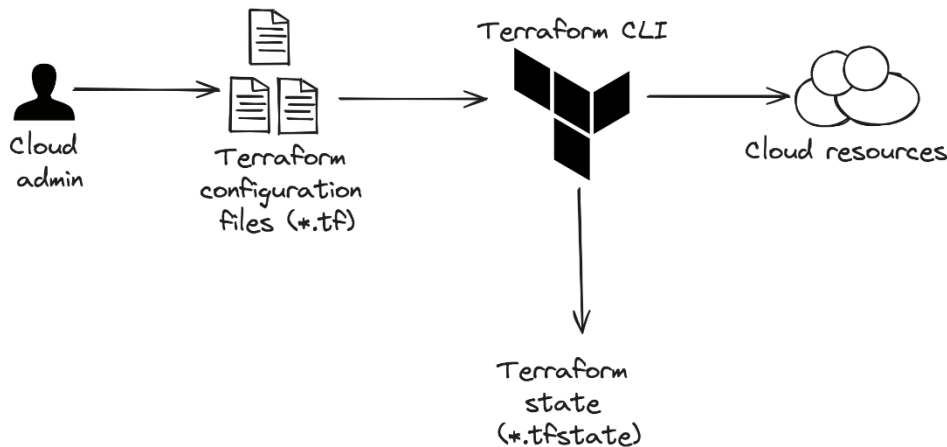 Terraform CLI
Cloud
admin
Terraform
configuration
files (*.tf)
Cloud resources
Terraform
state
(*.tfstate)